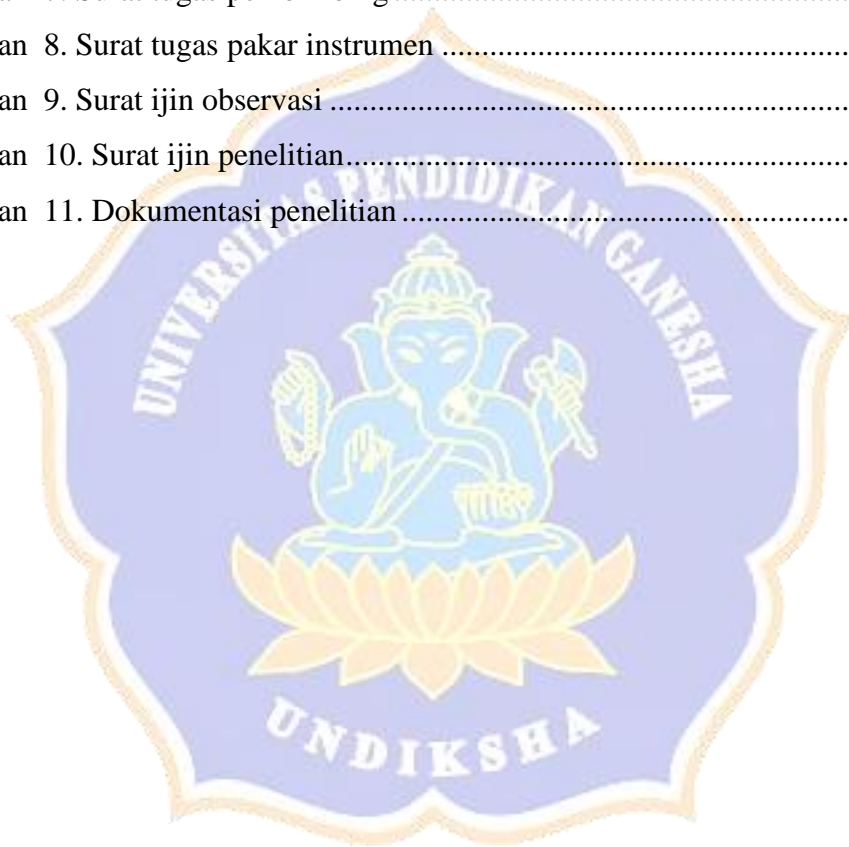 an 8. Surat tugas pakar instrumen ................................................................
an 9. Surat ijin observasi ................................................................
an 10. Surat ijin penelitian................................................................
an 11. Dokumentasi penelitian ................................................................
UNIVERSITAS PENDIDIKAN GANESHA
UNDIKSHA